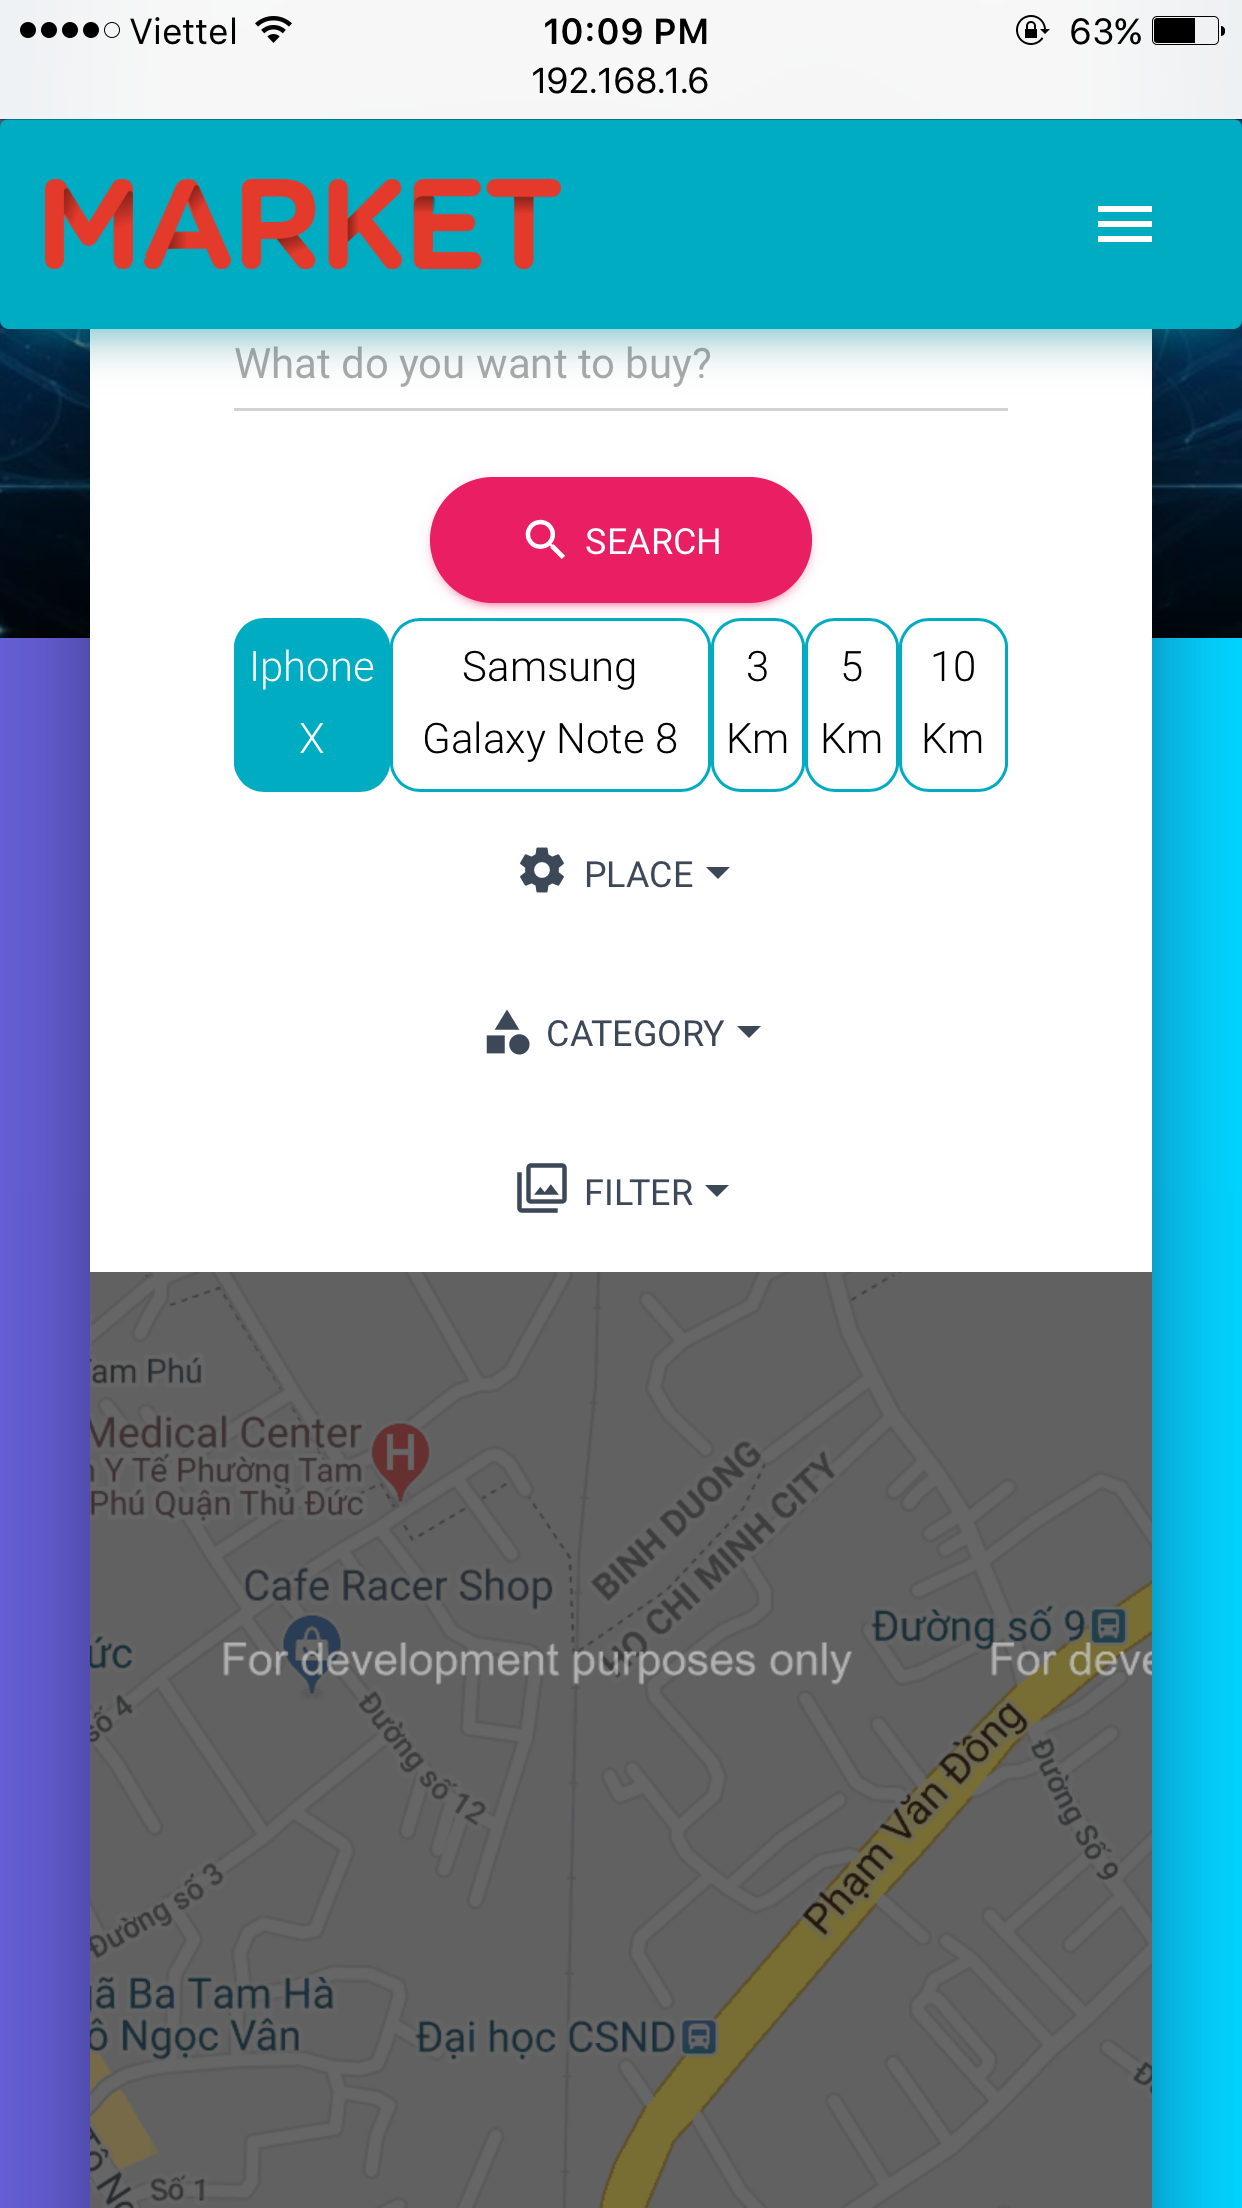 Viettel 10:09 PM 63%
192.168.1.6
MARKET
What do you want to buy?
SEARCH
Iphone X
Samsung Galaxy Note 8
3 Km
5 Km
10 Km
PLACE
CATEGORY
FILTER
am Phú
Medical Center
Y Tế Phường Tam
Phú Quận Thủ Đức
BINH DUONG
HO CHI MINH CITY
Cafe Racer Shop
Đường số 9
ức
For development purposes only
For deve
số 4
Đường số 12
Phạm Văn Đồng
Đường Số 9
Đường số 3
ã Ba Tam Hà
ô Ngọc Vân
Đại học CSND
Số 1